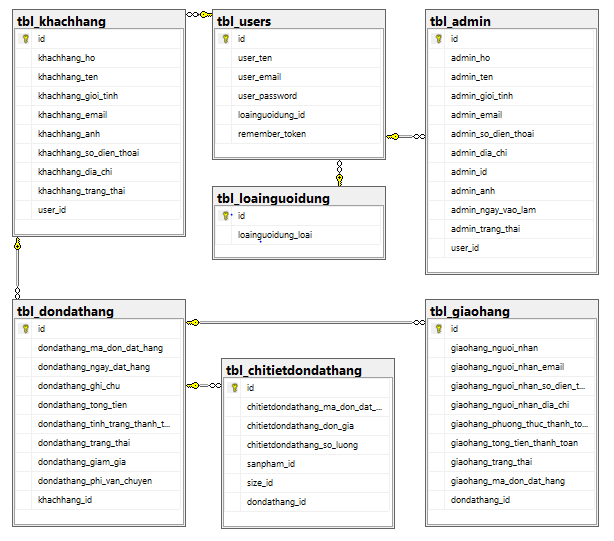 tbl_khachhang
id
khachhang_ho
khachhang_ten
khachhang_gioi_tinh
khachhang_email
khachhang_anh
khachhang_so_dien_thoai
khachhang_dia_chi
khachhang_trang_thai
user_id
tbl_users
id
user_ten
user_email
user_password
loainguoidung_id
remember_token
tbl_admin
id
admin_ho
admin_ten
admin_gioi_tinh
admin_email
admin_so_dien_thoai
admin_dia_chi
admin_id
admin_anh
admin_ngay_vao_lam
admin_trang_thai
user_id
tbl_loainguoidung
id
loainguoidung_loai
tbl_dondathang
id
dondathang_ma_don_dat_hang
dondathang_ngay_dat_hang
dondathang_ghi_chu
dondathang_tong_tien
dondathang_tinh_trang_thanh_t...
dondathang_trang_thai
dondathang_giam_gia
dondathang_phi_van_chuyen
khachhang_id
tbl_chitietdondathang
id
chitietdondathang_ma_don_dat_...
chitietdondathang_don_gia
chitietdondathang_so_luong
sanpham_id
size_id
dondathang_id
tbl_giaohang
id
giaohang_nguoi_nhan
giaohang_nguoi_nhan_email
giaohang_nguoi_nhan_so_dien_t...
giaohang_nguoi_nhan_dia_chi
giaohang_phuong_thuc_thanh_to...
giaohang_tong_tien_thanh_toan
giaohang_trang_thai
giaohang_ma_don_dat_hang
dondathang_id